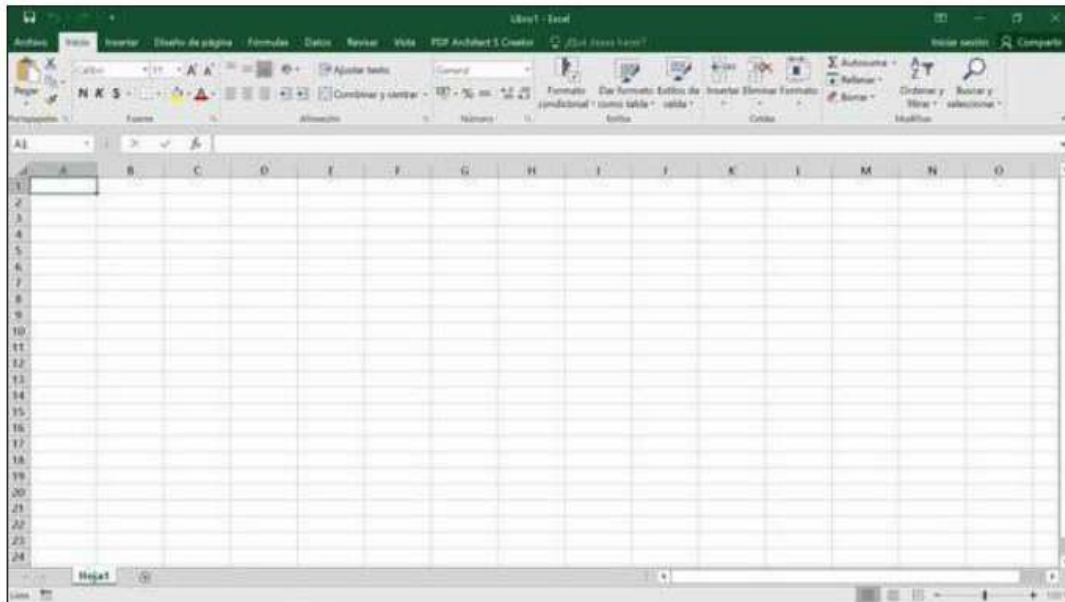 Libro1 - Excel
Archivo Inicio Insertar Diseño de página Fórmulas Datos Revisar Vista PDF Architect 5 Creator ¿Qué desea hacer? Iniciar sesión Compartir
Calibri 11 A A Ajustar texto General Autosuma
Pegar N K S A Combinar y centrar % Formato condicional Dar formato como tabla Estilos de celda Insertar Eliminar Formato Rellenar Borrar Ordenar y filtrar Buscar y seleccionar
Portapapeles Fuente Alineación Número Estilos Celdas Modificar
A1 fx
A B C D E F G H I J K L M N O
1
2
3
4
5
6
7
8
9
10
11
12
13
14
15
16
17
18
19
20
21
22
23
24
Hoja1
Listo